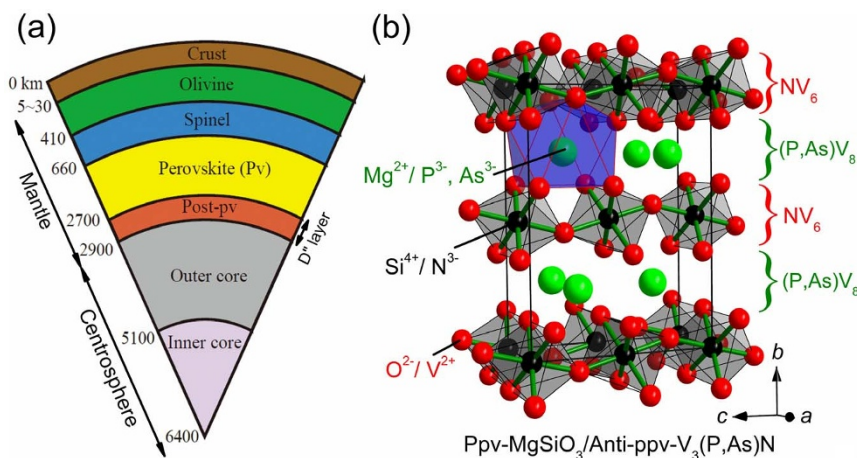 (a)
Crust
0 km
Olivine
5~30
Spinel
410
660
Perovskite (Pv)
Mantle
2700
Post-pv
2900
D" layer
Outer core
Centrosphere
5100
Inner core
6400
(b)
NV₆
(P,As)V₈
Mg²⁺/ P³⁻, As³⁻
NV₆
Si⁴⁺/ N³⁻
(P,As)V₈
O²⁻/ V²⁺
b
c
a
Ppv-MgSiO₃/Anti-ppv-V₃(P,As)N